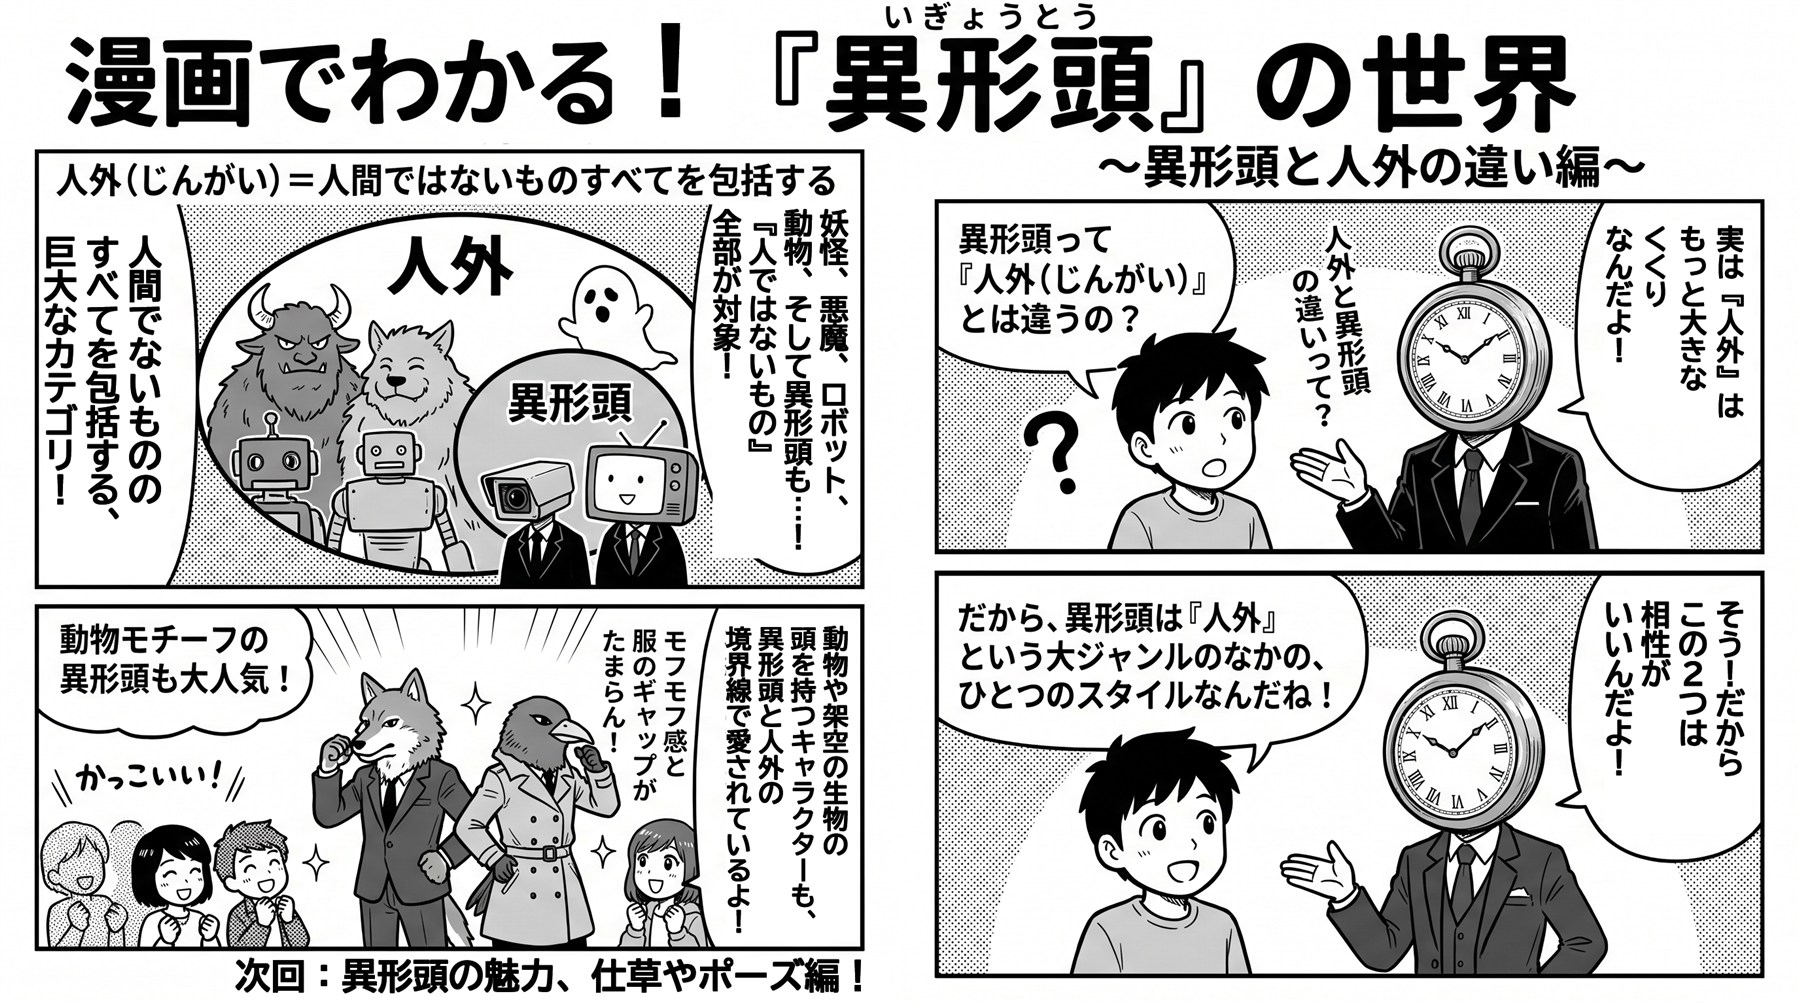 いぎょうとう
漫画でわかる！『異形頭』の世界
～異形頭と人外の違い編～
実は『人外』は
もっと大きな
くくり
なんだよ！
人外と異形頭
の違いって？
異形頭って
『人外（じんがい）』
とは違うの？
？
XII
I
II
III
IIII
V
VI
VII
VIII
IX
X
XI
そう！だから
この2つは
相性が
いいんだよ！
だから、異形頭は『人外』
という大ジャンルのなかの、
ひとつのスタイルなんだね！
人外（じんがい）＝人間ではないものすべてを包括する
妖怪、悪魔、ロボット、
動物、そして異形頭も…！
『人ではないもの』
全部が対象！
人外
異形頭
人間でないものの
すべてを包括する、
巨大なカテゴリ！
動物や架空の生物の
頭を持つキャラクターも、
異形頭と人外の
境界線で愛されているよ！
モフモフ感と
服のギャップが
たまらん！
動物モチーフの
異形頭も大人気！
かっこいい！
次回：異形頭の魅力、仕草やポーズ編！